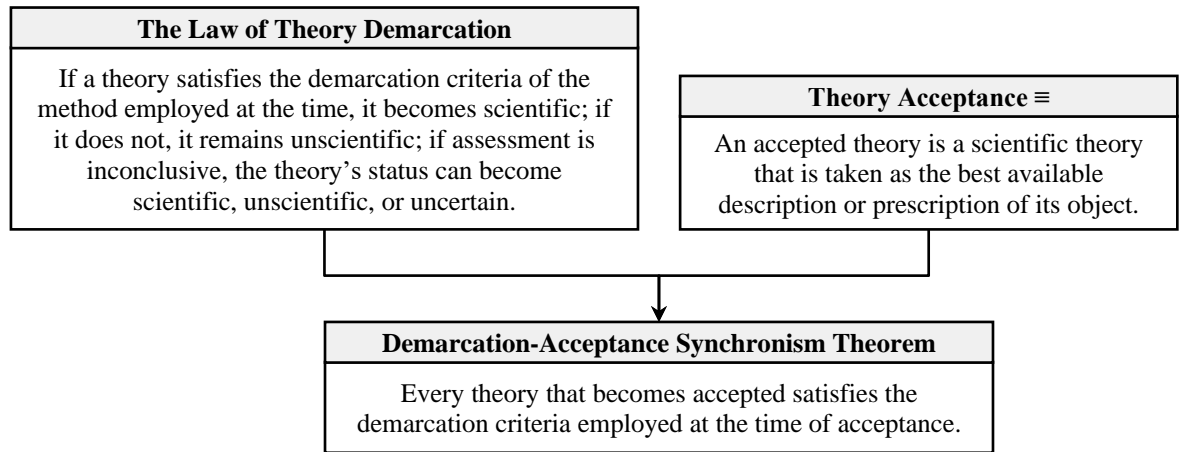 The Law of Theory Demarcation
If a theory satisfies the demarcation criteria of the
method employed at the time, it becomes scientific; if
it does not, it remains unscientific; if assessment is
inconclusive, the theory’s status can become
scientific, unscientific, or uncertain.
Theory Acceptance ≡
An accepted theory is a scientific theory
that is taken as the best available
description or prescription of its object.
Demarcation-Acceptance Synchronism Theorem
Every theory that becomes accepted satisfies the
demarcation criteria employed at the time of acceptance.